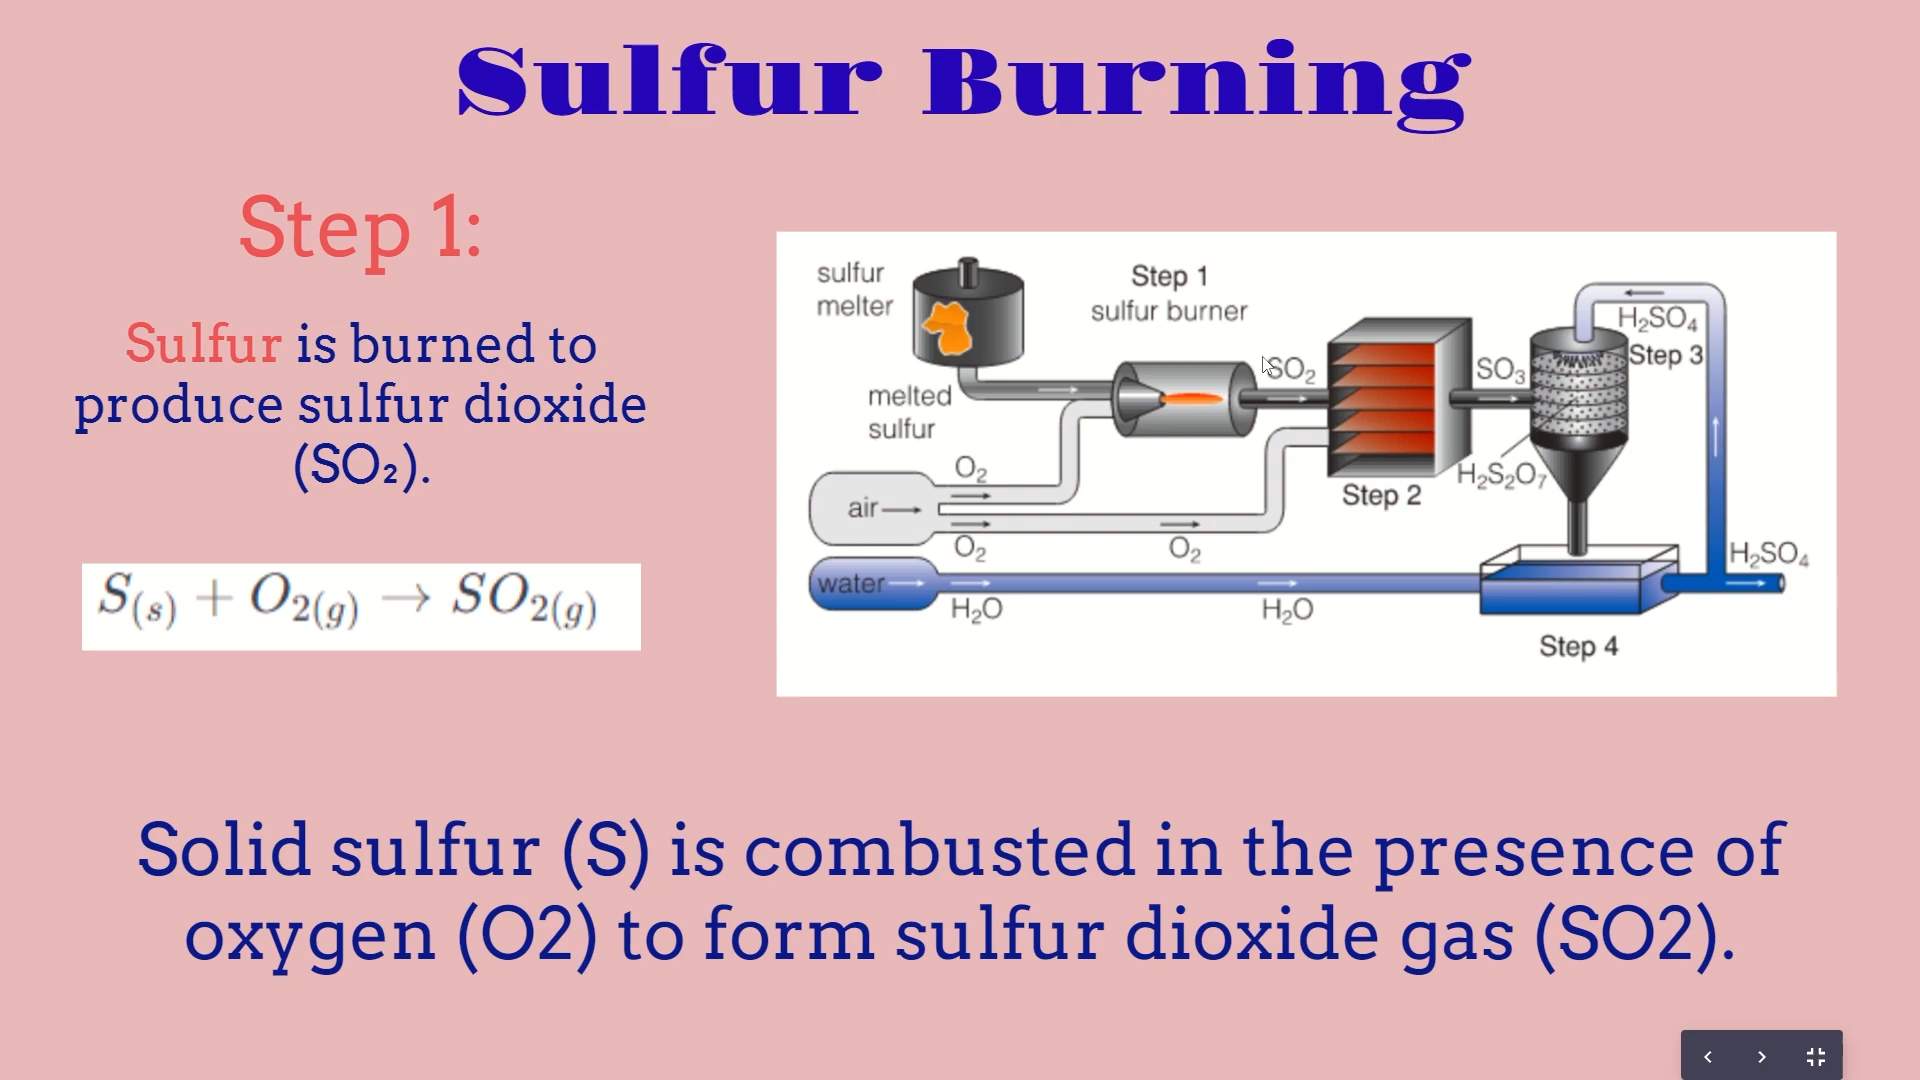 Sulfur Burning
Step 1:
Sulfur is burned to
produce sulfur dioxide
(SO₂).
S(s) + O2(g) → SO2(g)
sulfur
melter
Step 1
sulfur burner
melted
sulfur
SO₂
SO₃
H₂SO₄
Step 3
O₂
air
O₂
O₂
Step 2
H₂S₂O₇
water
H₂O
H₂O
H₂SO₄
Step 4
Solid sulfur (S) is combusted in the presence of
oxygen (O2) to form sulfur dioxide gas (SO2).